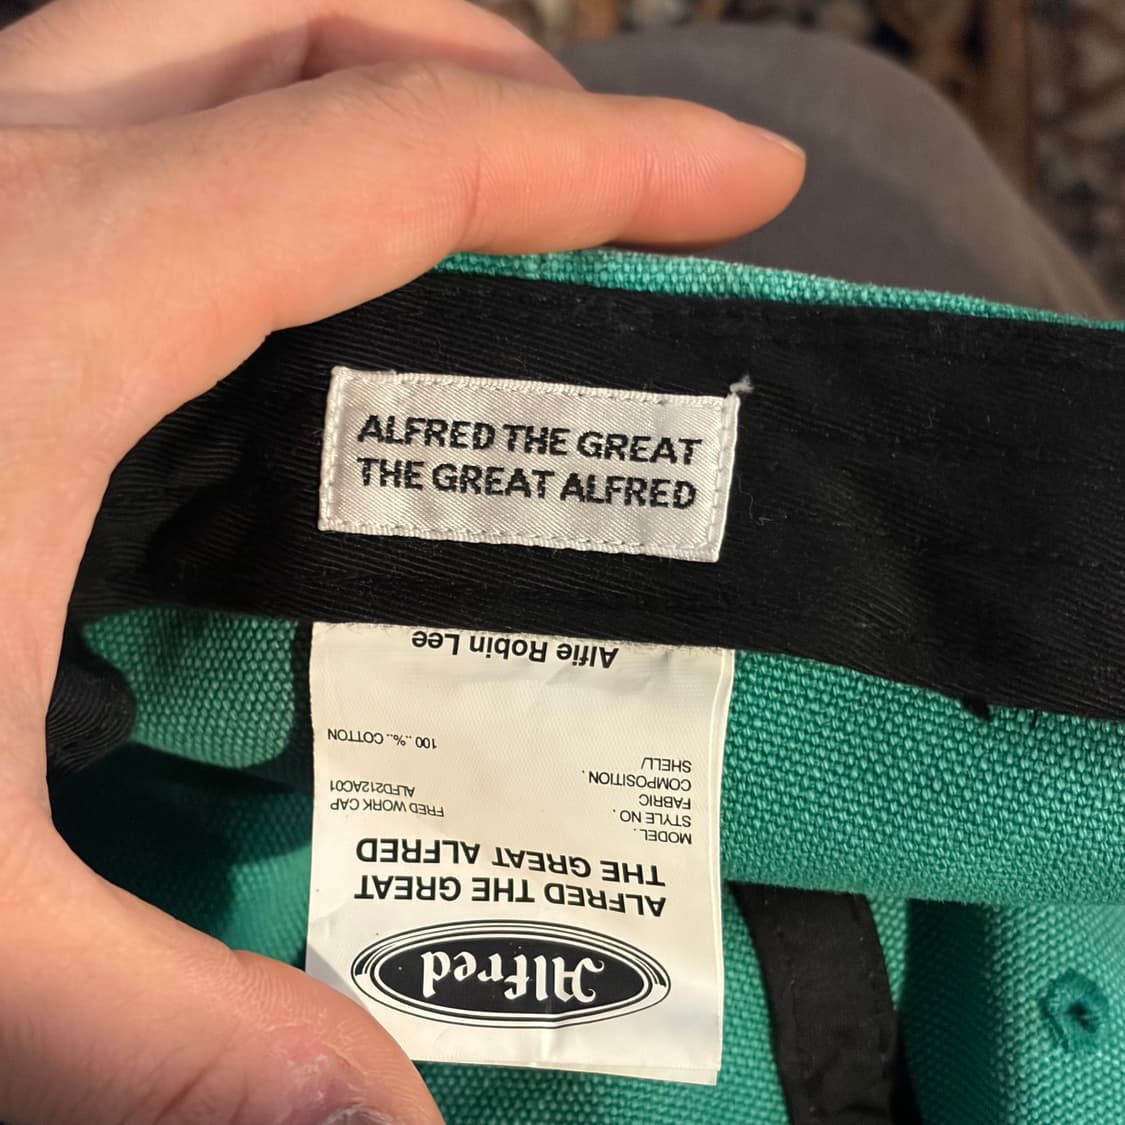 ALFRED THE GREAT
THE GREAT ALFRED
Alfred
ALFRED THE GREAT
THE GREAT ALFRED
MODEL. FRED WORK CAP
STYLE NO. ALFD212AC01
FABRIC
COMPOSITION.
SHELL/ 100..%..COTTON
Alfie Robin Lee